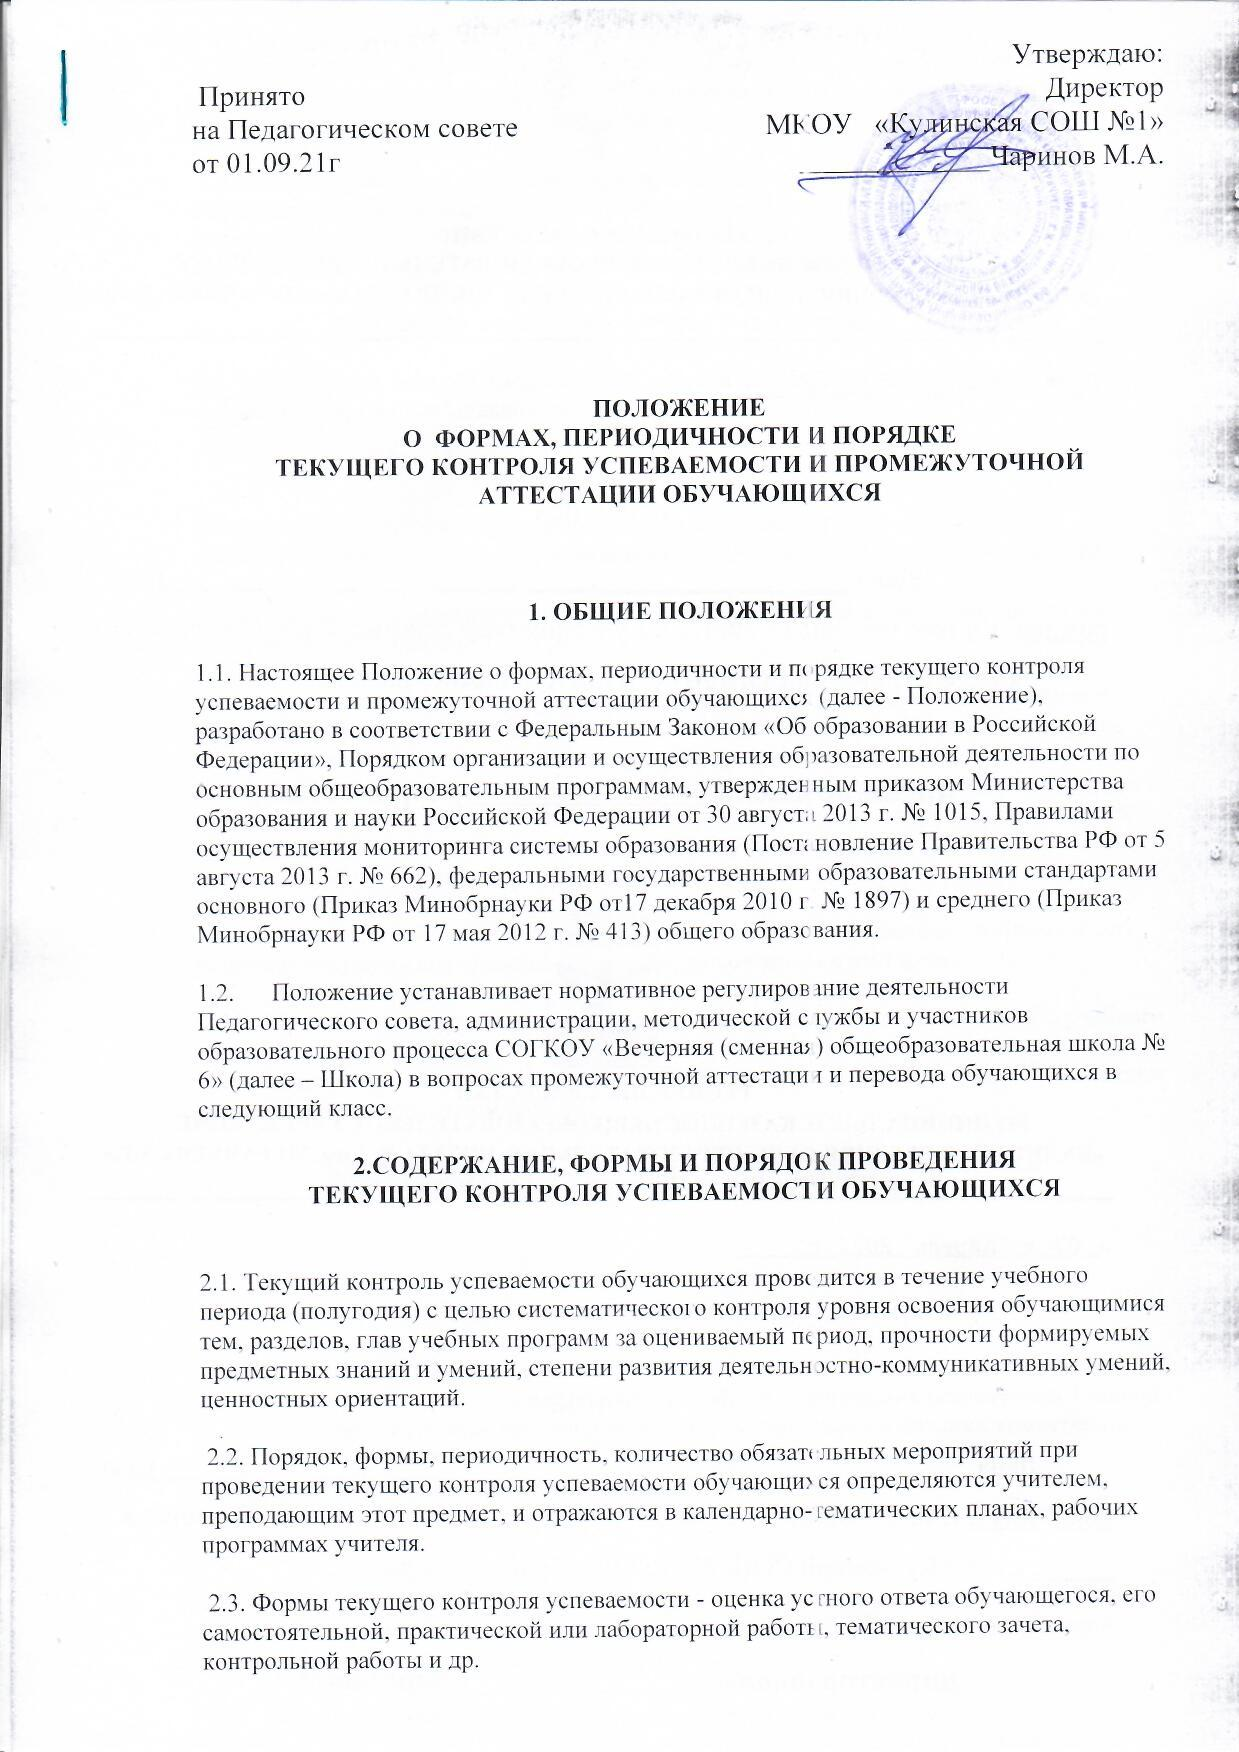 Утверждаю:
Принято
Директор
на Педагогическом совете
МКОУ «Кулинская СОШ №1»
от 01.09.21г
Чаринов М.А.
ПОЛОЖЕНИЕ
О ФОРМАХ, ПЕРИОДИЧНОСТИ И ПОРЯДКЕ
ТЕКУЩЕГО КОНТРОЛЯ УСПЕВАЕМОСТИ И ПРОМЕЖУТОЧНОЙ
АТТЕСТАЦИИ ОБУЧАЮЩИХСЯ
1. ОБЩИЕ ПОЛОЖЕНИЯ
1.1. Настоящее Положение о формах, периодичности и порядке текущего контроля
успеваемости и промежуточной аттестации обучающихся (далее - Положение),
разработано в соответствии с Федеральным Законом «Об образовании в Российской
Федерации», Порядком организации и осуществления образовательной деятельности по
основным общеобразовательным программам, утвержденным приказом Министерства
образования и науки Российской Федерации от 30 августа 2013 г. № 1015, Правилами
осуществления мониторинга системы образования (Постановление Правительства РФ от 5
августа 2013 г. № 662), федеральными государственными образовательными стандартами
основного (Приказ Минобрнауки РФ от17 декабря 2010 г. № 1897) и среднего (Приказ
Минобрнауки РФ от 17 мая 2012 г. № 413) общего образования.
1.2. Положение устанавливает нормативное регулирование деятельности
Педагогического совета, администрации, методической службы и участников
образовательного процесса СОГКОУ «Вечерняя (сменная) общеобразовательная школа №
6» (далее – Школа) в вопросах промежуточной аттестации и перевода обучающихся в
следующий класс.
2.СОДЕРЖАНИЕ, ФОРМЫ И ПОРЯДОК ПРОВЕДЕНИЯ
ТЕКУЩЕГО КОНТРОЛЯ УСПЕВАЕМОСТИ ОБУЧАЮЩИХСЯ
2.1. Текущий контроль успеваемости обучающихся проводится в течение учебного
периода (полугодия) с целью систематического контроля уровня освоения обучающимися
тем, разделов, глав учебных программ за оцениваемый период, прочности формируемых
предметных знаний и умений, степени развития деятельностно-коммуникативных умений,
ценностных ориентаций.
2.2. Порядок, формы, периодичность, количество обязательных мероприятий при
проведении текущего контроля успеваемости обучающихся определяются учителем,
преподающим этот предмет, и отражаются в календарно-тематических планах, рабочих
программах учителя.
2.3. Формы текущего контроля успеваемости - оценка устного ответа обучающегося, его
самостоятельной, практической или лабораторной работы, тематического зачета,
контрольной работы и др.